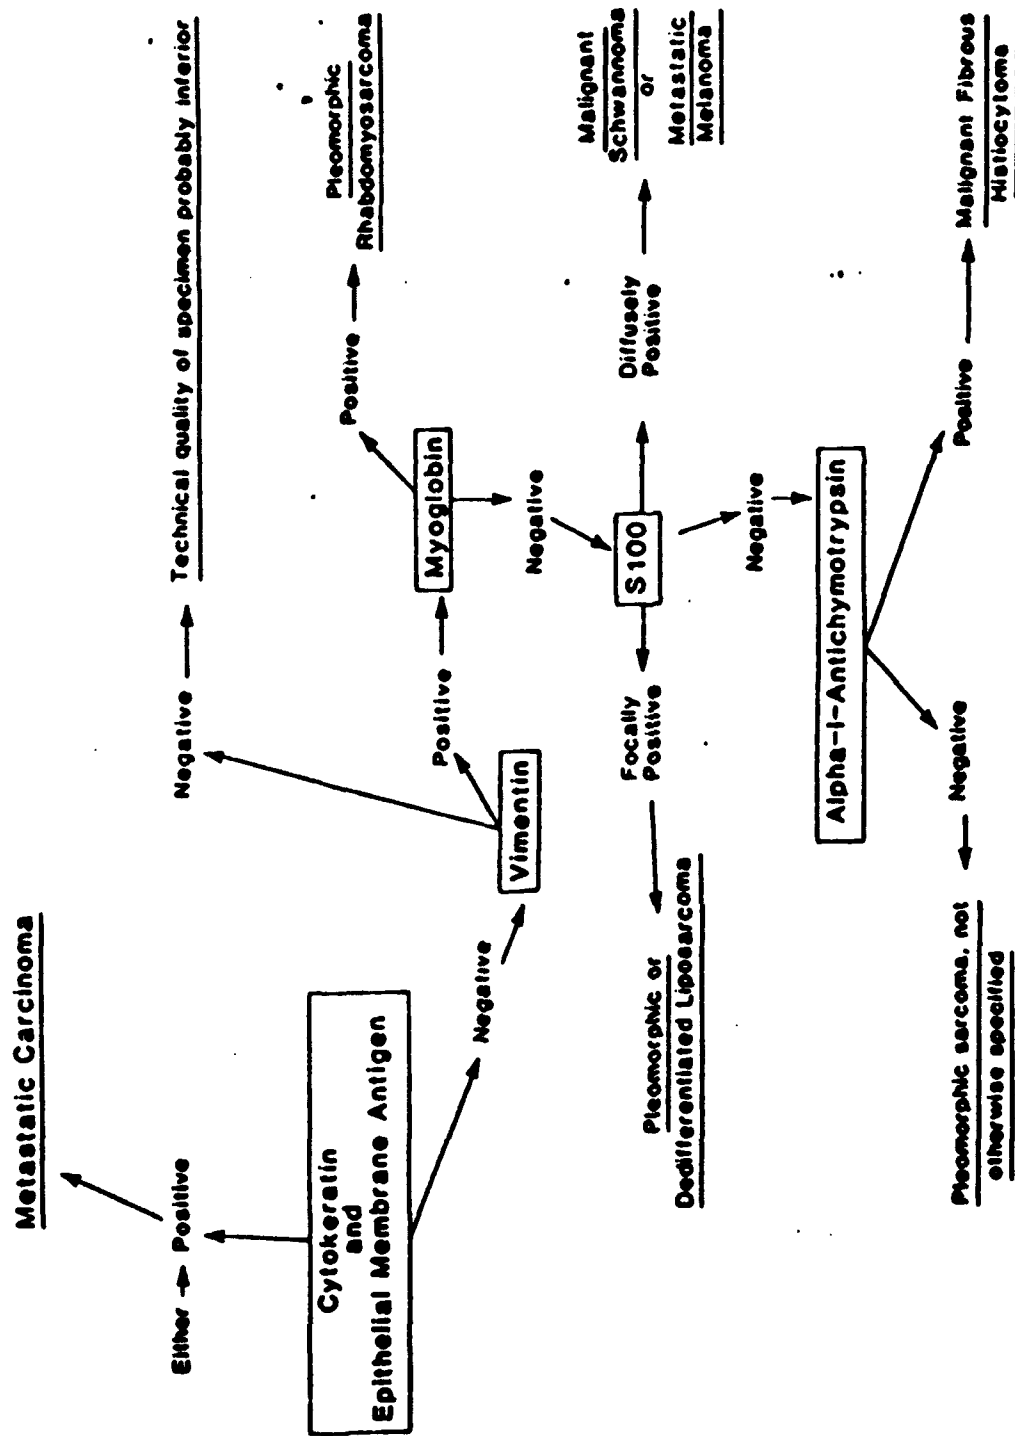 Metastatic Carcinoma
Either
Positive
Cytokeratin
and
Epithelial Membrane Antigen
Negative
Vimentin
Negative
Technical quality of specimen probably inferior
Positive
Myoglobin
Positive
Pleomorphic
Rhabdomyosarcoma
Negative
S100
Focally
Positive
Pleomorphic or
Dedifferentiated Liposarcoma
Diffusely
Positive
Malignant
Schwannoma
or
Metastatic
Melanoma
Negative
Alpha-I-Antichymotrypsin
Negative
Pleomorphic sarcoma, not
otherwise specified
Positive
Malignant Fibrous
Histiocytoma